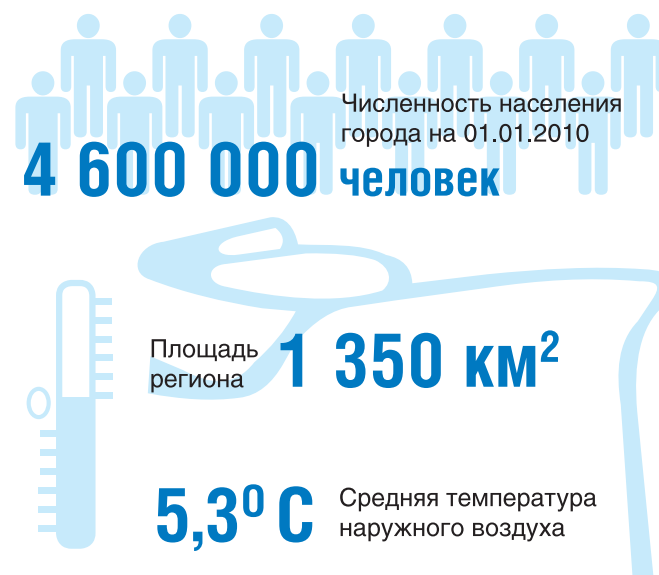 Численность населения
города на 01.01.2010
4 600 000 человек
Площадь
региона
1 350 км²
5,3⁰ C
Средняя температура
наружного воздуха